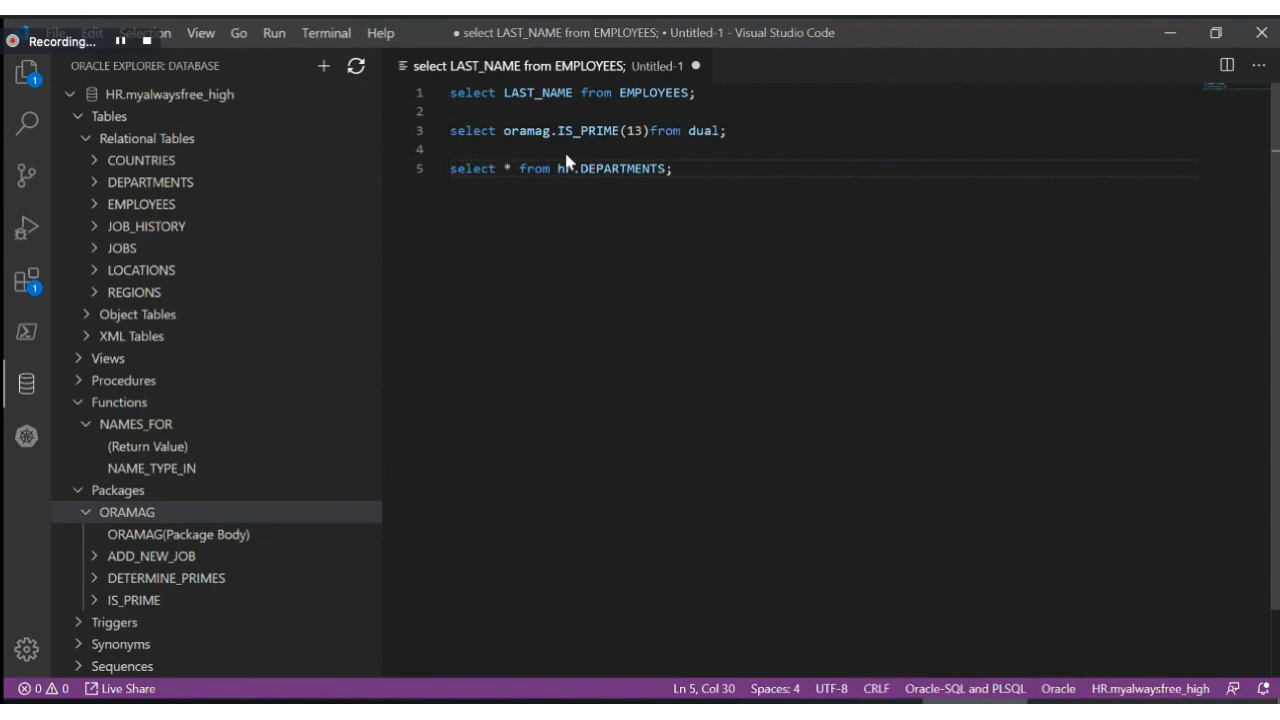 File Edit Selection View Go Run Terminal Help
Recording...
● select LAST_NAME from EMPLOYEES; • Untitled-1 - Visual Studio Code
ORACLE EXPLORER: DATABASE
HR.myalwaysfree_high
Tables
Relational Tables
COUNTRIES
DEPARTMENTS
EMPLOYEES
JOB_HISTORY
JOBS
LOCATIONS
REGIONS
Object Tables
XML Tables
Views
Procedures
Functions
NAMES_FOR
(Return Value)
NAME_TYPE_IN
Packages
ORAMAG
ORAMAG(Package Body)
ADD_NEW_JOB
DETERMINE_PRIMES
IS_PRIME
Triggers
Synonyms
Sequences
1
1
select LAST_NAME from EMPLOYEES; Untitled-1 ●
1 select LAST_NAME from EMPLOYEES;
2
3 select oramag.IS_PRIME(13)from dual;
4
5 select * from hr.DEPARTMENTS;
0 0 Live Share Ln 5, Col 30 Spaces: 4 UTF-8 CRLF Oracle-SQL and PLSQL Oracle HR.myalwaysfree_high